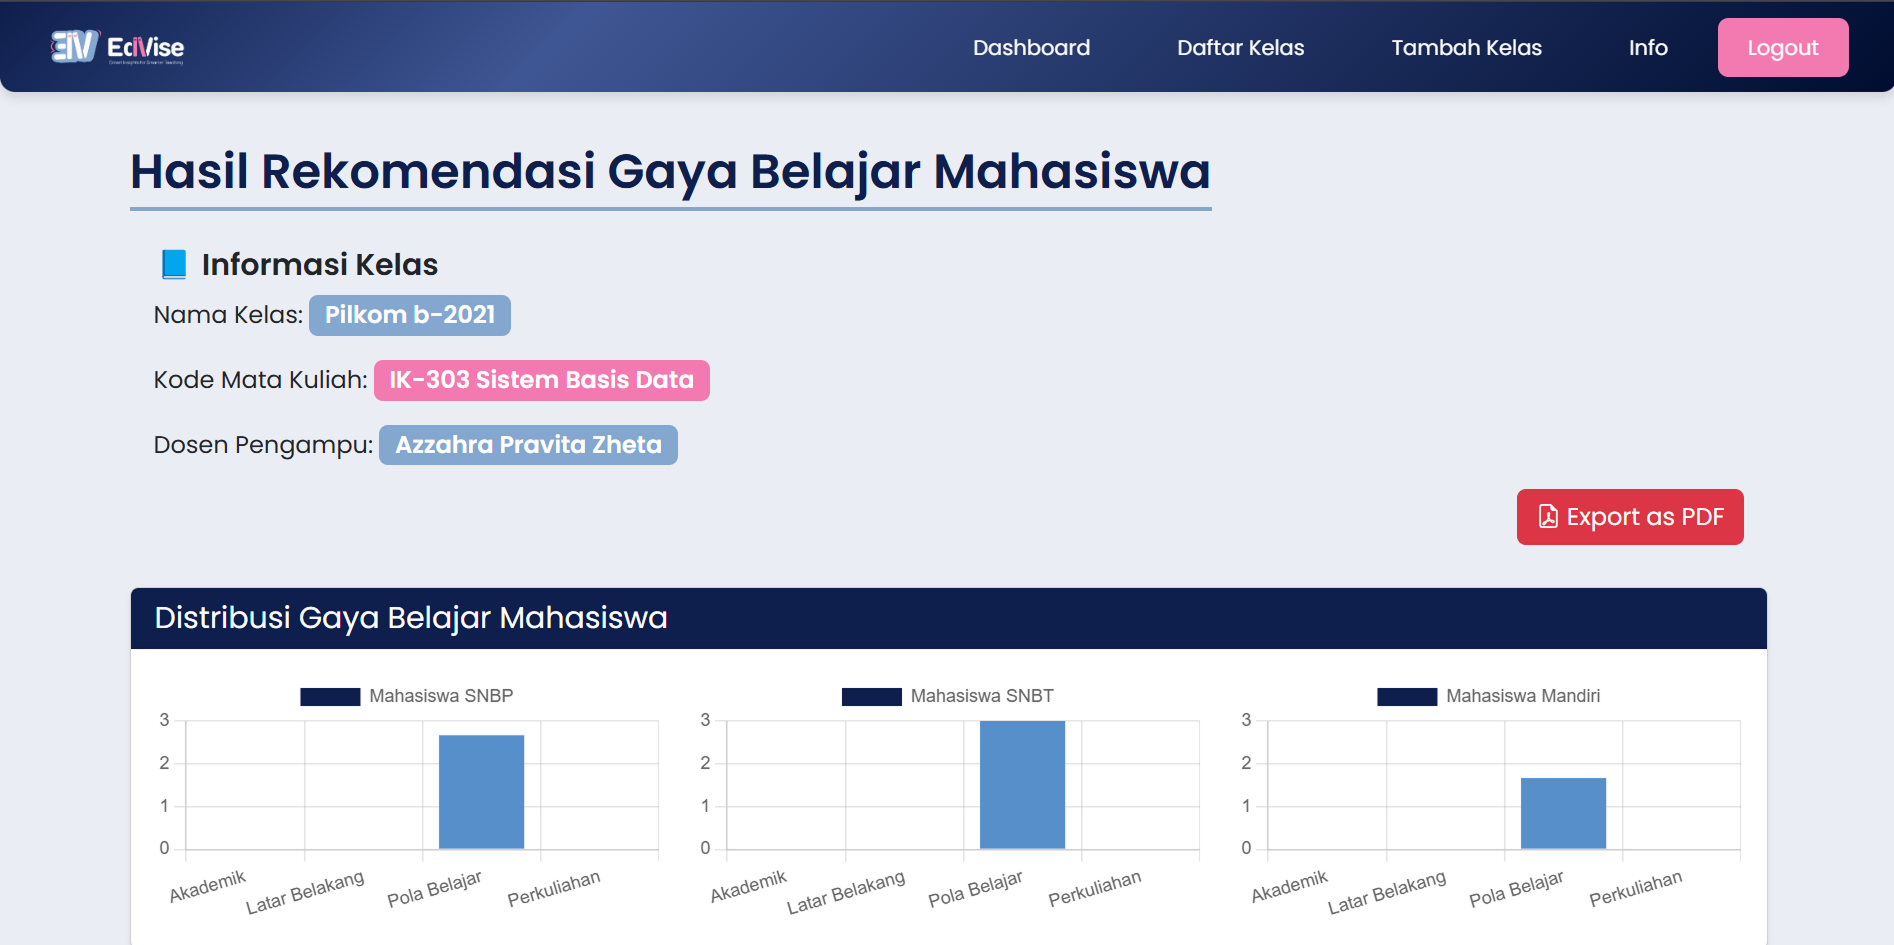 EdVise
Dashboard
Daftar Kelas
Tambah Kelas
Info
Logout
Hasil Rekomendasi Gaya Belajar Mahasiswa
Informasi Kelas
Nama Kelas: Pilkom b-2021
Kode Mata Kuliah: IK-303 Sistem Basis Data
Dosen Pengampu: Azzahra Pravita Zheta
Export as PDF
Distribusi Gaya Belajar Mahasiswa
Mahasiswa SNBP
3
2
1
0
Akademik
Latar Belakang
Pola Belajar
Perkuliahan
Mahasiswa SNBT
3
2
1
0
Akademik
Latar Belakang
Pola Belajar
Perkuliahan
Mahasiswa Mandiri
3
2
1
0
Akademik
Latar Belakang
Pola Belajar
Perkuliahan